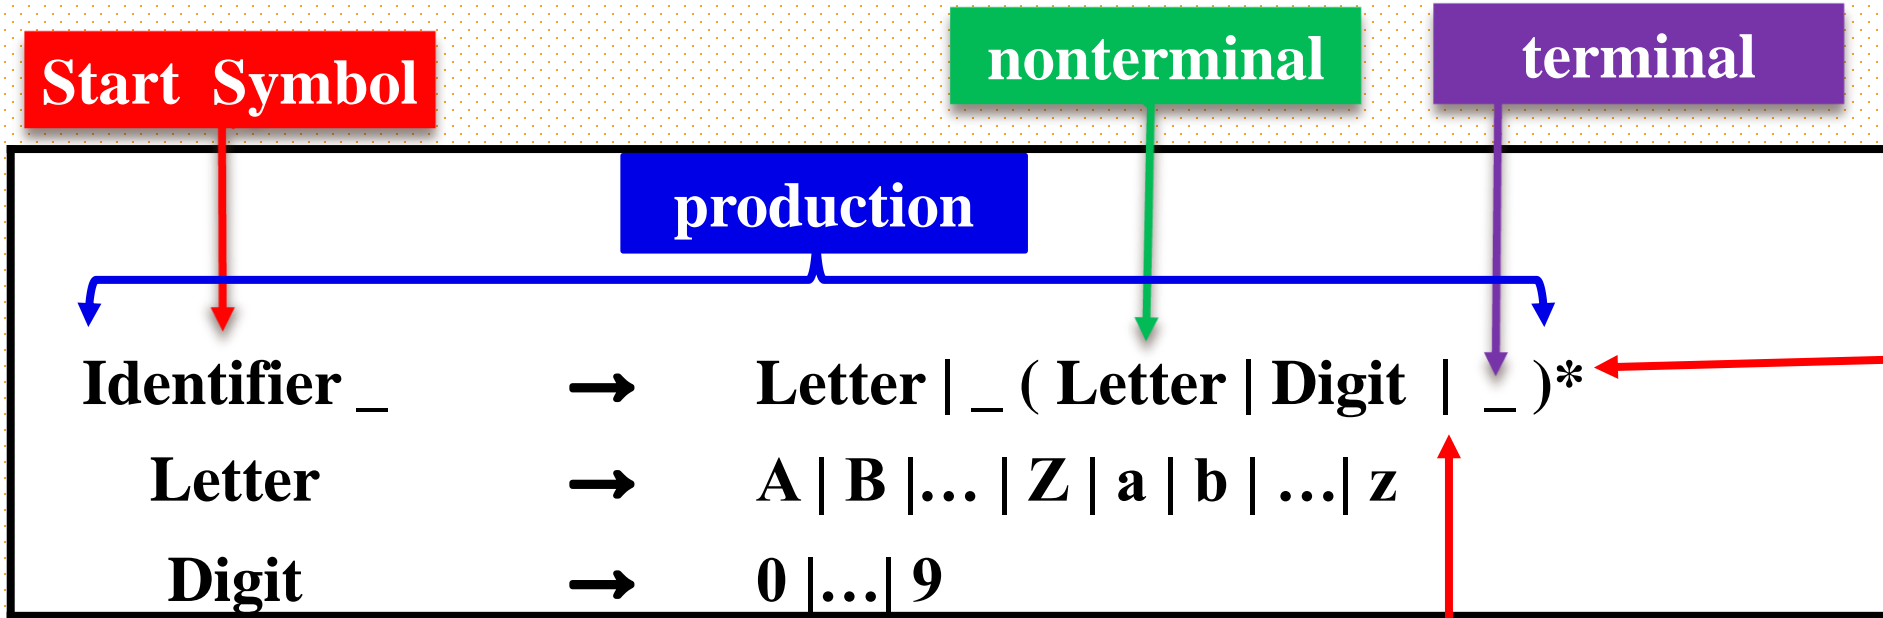 Start Symbol
nonterminal
terminal
production
Identifier _ → Letter | _ ( Letter | Digit | _ )*
Letter → A | B |… | Z | a | b | …| z
Digit → 0 |…| 9